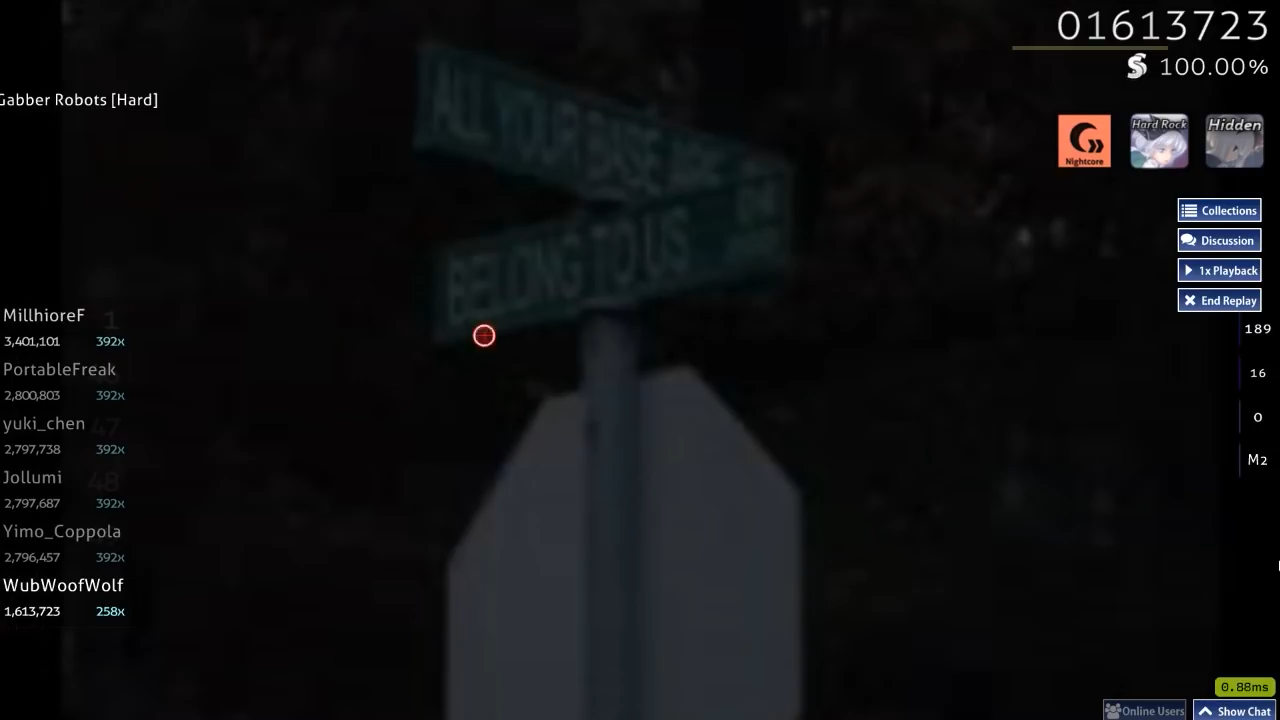 01613723
100.00%
Gabber Robots [Hard]
Nightcore
Hard Rock
Hidden
ALL YOUR BASE ARE
BELONG TO US
Collections
Discussion
1x Playback
End Replay
MillhioreF
1
3,401,101 392x
PortableFreak
2,800,803 392x
yuki_chen
47
2,797,738 392x
Jollumi
48
2,797,687 392x
Yimo_Coppola
2,796,457 392x
WubWoofWolf
1,613,723 258x
189
16
0
M2
0.88ms
Online Users
Show Chat